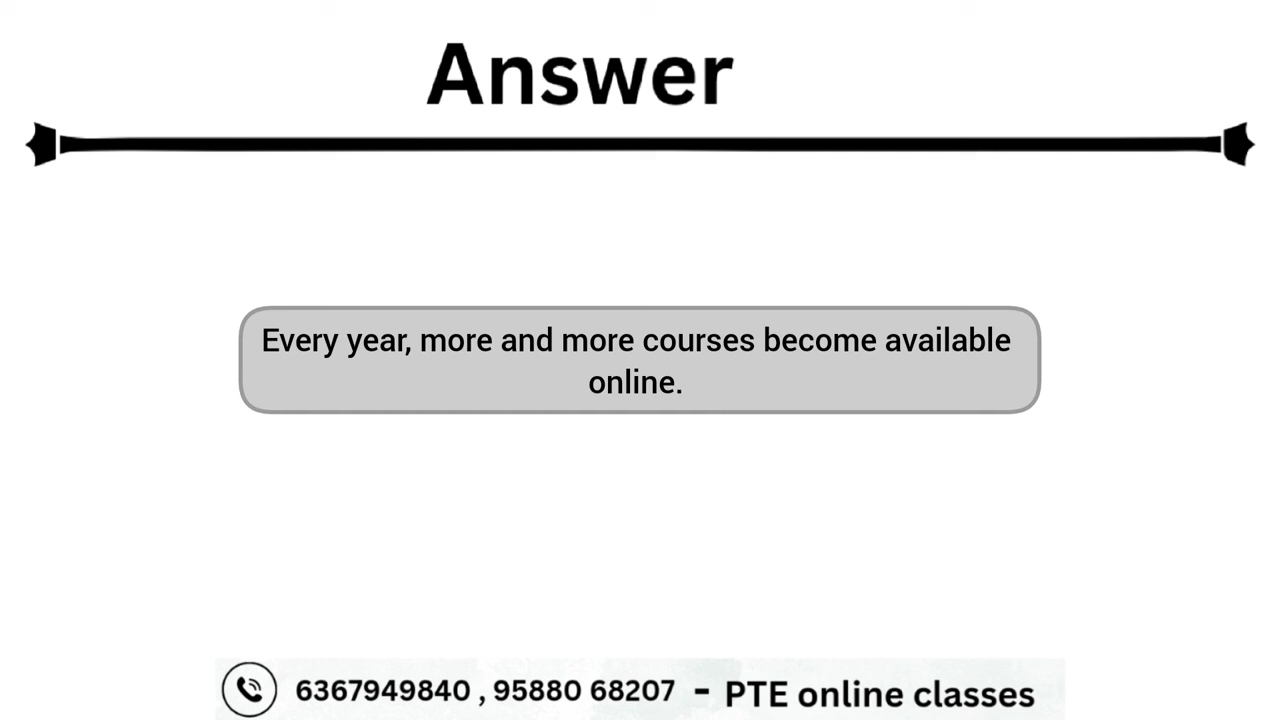 Answer
Every year, more and more courses become available
online.
6367949840 , 95880 68207 - PTE online classes